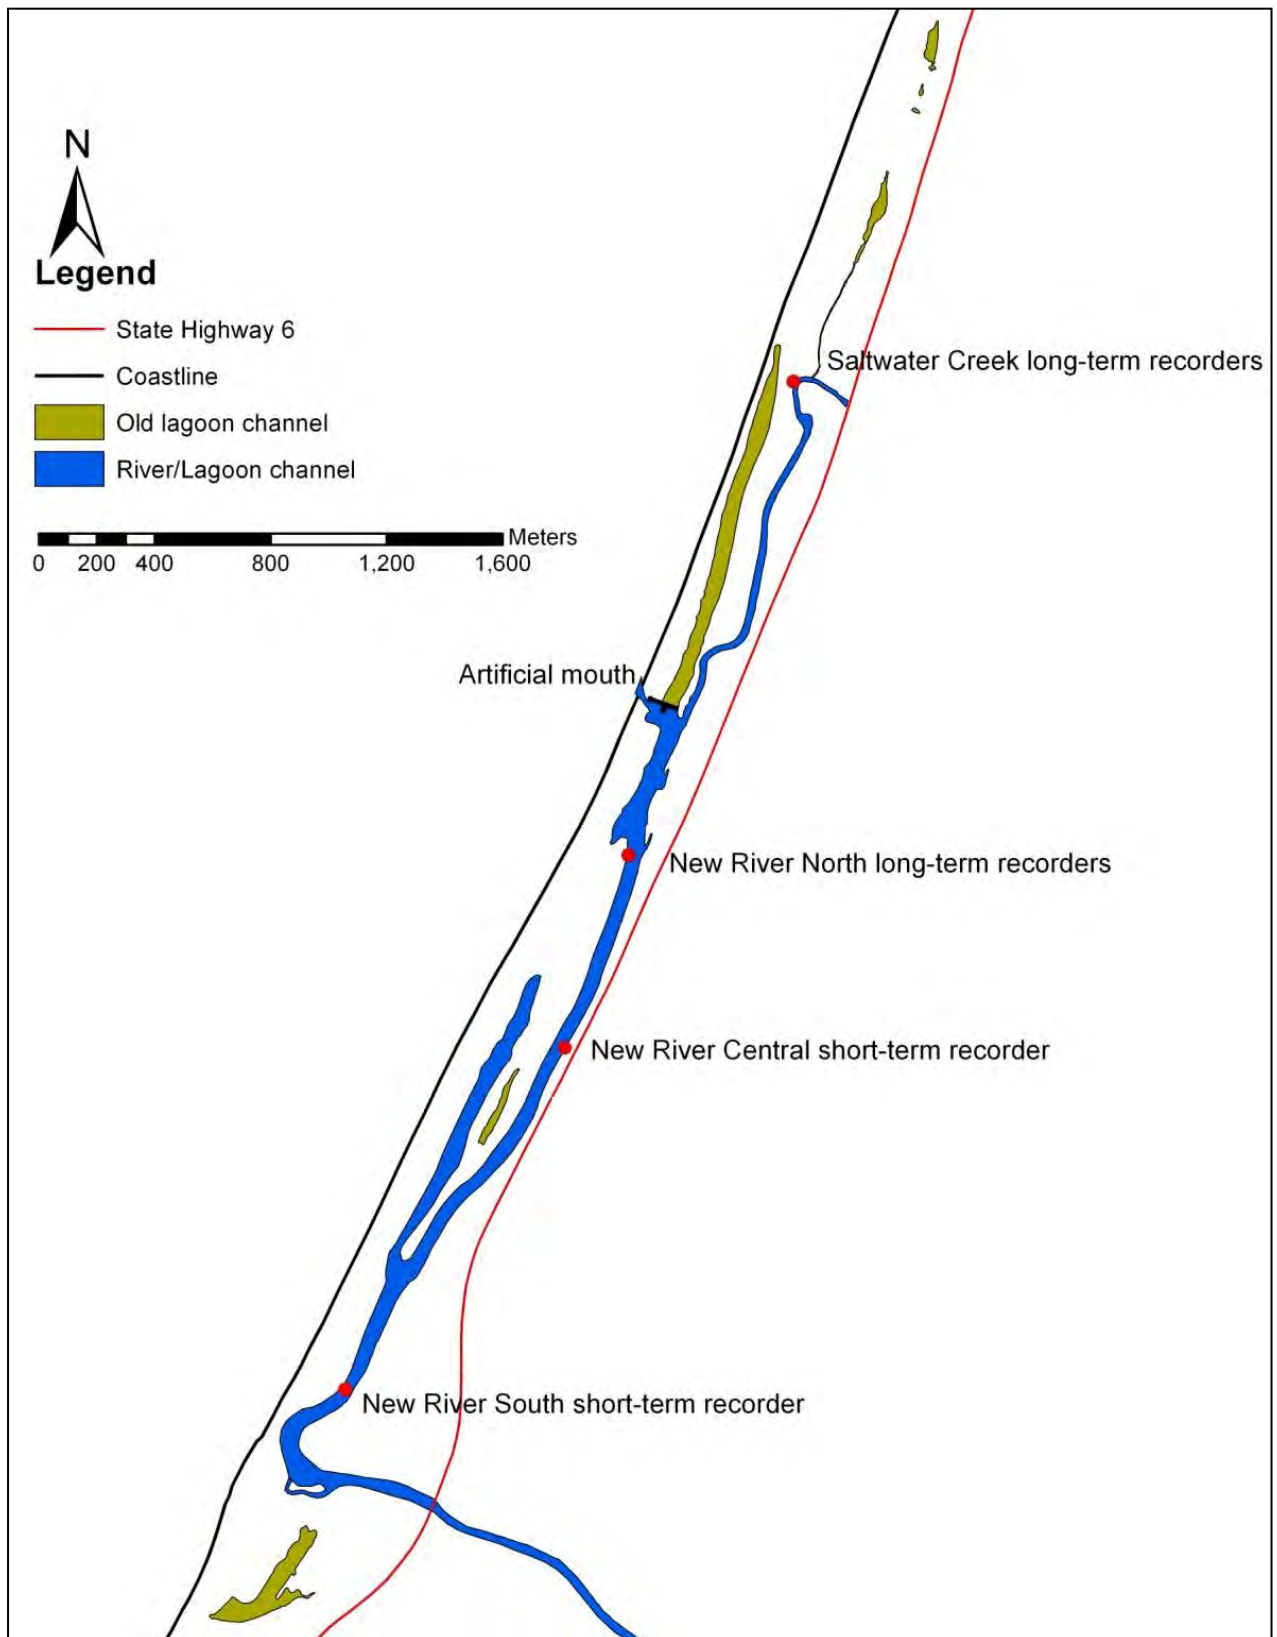 N
Legend
State Highway 6
Coastline
Old lagoon channel
River/Lagoon channel
Meters
0 200 400 800 1,200 1,600
Saltwater Creek long-term recorders
Artificial mouth
New River North long-term recorders
New River Central short-term recorder
New River South short-term recorder